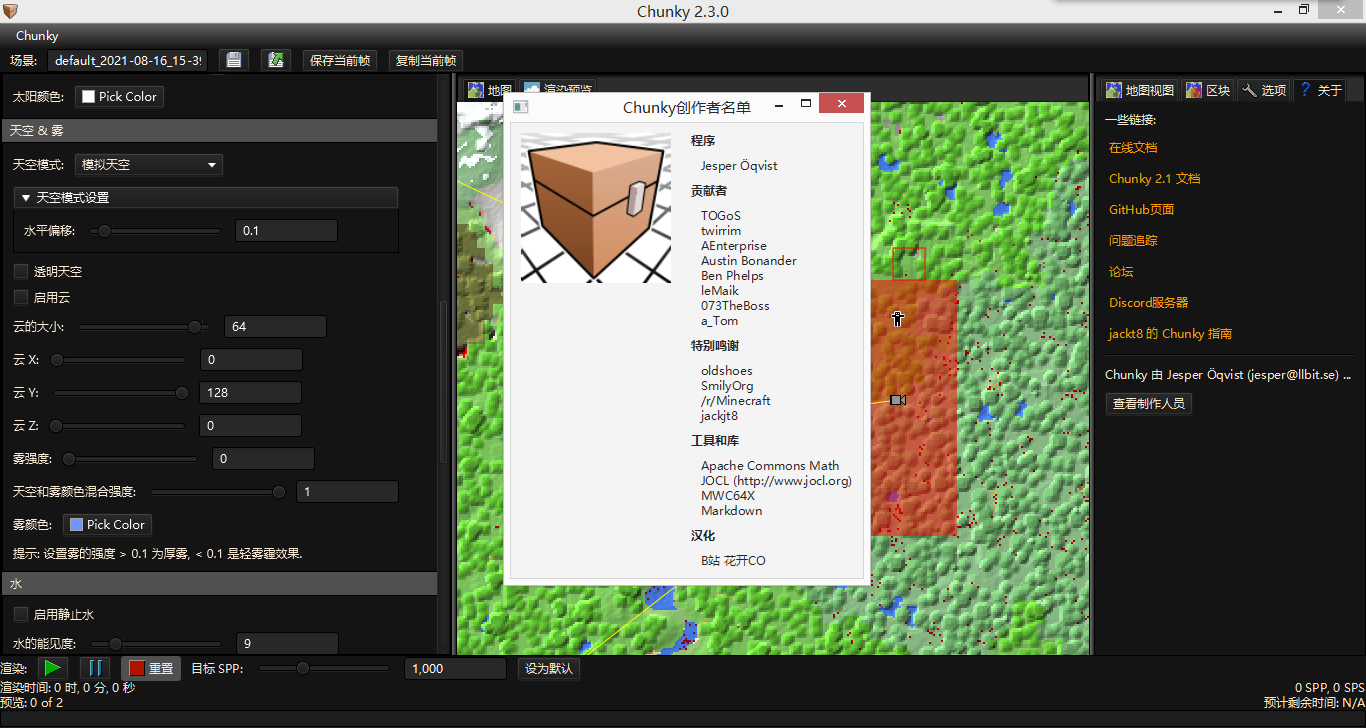 Chunky 2.3.0
Chunky
场景: default_2021-08-16_15-39 保存当前帧 复制当前帧
太阳颜色: Pick Color
天空 & 雾
天空模式: 模拟天空
天空模式设置
水平偏移: 0.1
透明天空
启用云
云的大小: 64
云 X: 0
云 Y: 128
云 Z: 0
雾强度: 0
天空和雾颜色混合强度: 1
雾颜色: Pick Color
提示: 设置雾的强度 > 0.1 为厚雾, < 0.1 是轻雾霾效果.
水
启用静止水
水的能见度: 9
地图 渲染预览
Chunky创作者名单
程序
Jesper Öqvist
贡献者
TOGoS
twirrim
AEnterprise
Austin Bonander
Ben Phelps
leMaik
073TheBoss
a_Tom
特别鸣谢
oldshoes
SmilyOrg
/r/Minecraft
jackjt8
工具和库
Apache Commons Math
JOCL (http://www.jocl.org)
MWC64X
Markdown
汉化
B站 花开CO
地图视图 区块 选项 ? 关于
一些链接:
在线文档
Chunky 2.1 文档
GitHub页面
问题追踪
论坛
Discord服务器
jackt8 的 Chunky 指南
Chunky 由 Jesper Öqvist (jesper@llbit.se) ...
查看制作人员
渲染: 重置 目标 SPP: 1,000 设为默认
渲染时间: 0 时, 0 分, 0 秒 0 SPP, 0 SPS
预览: 0 of 2 预计剩余时间: N/A